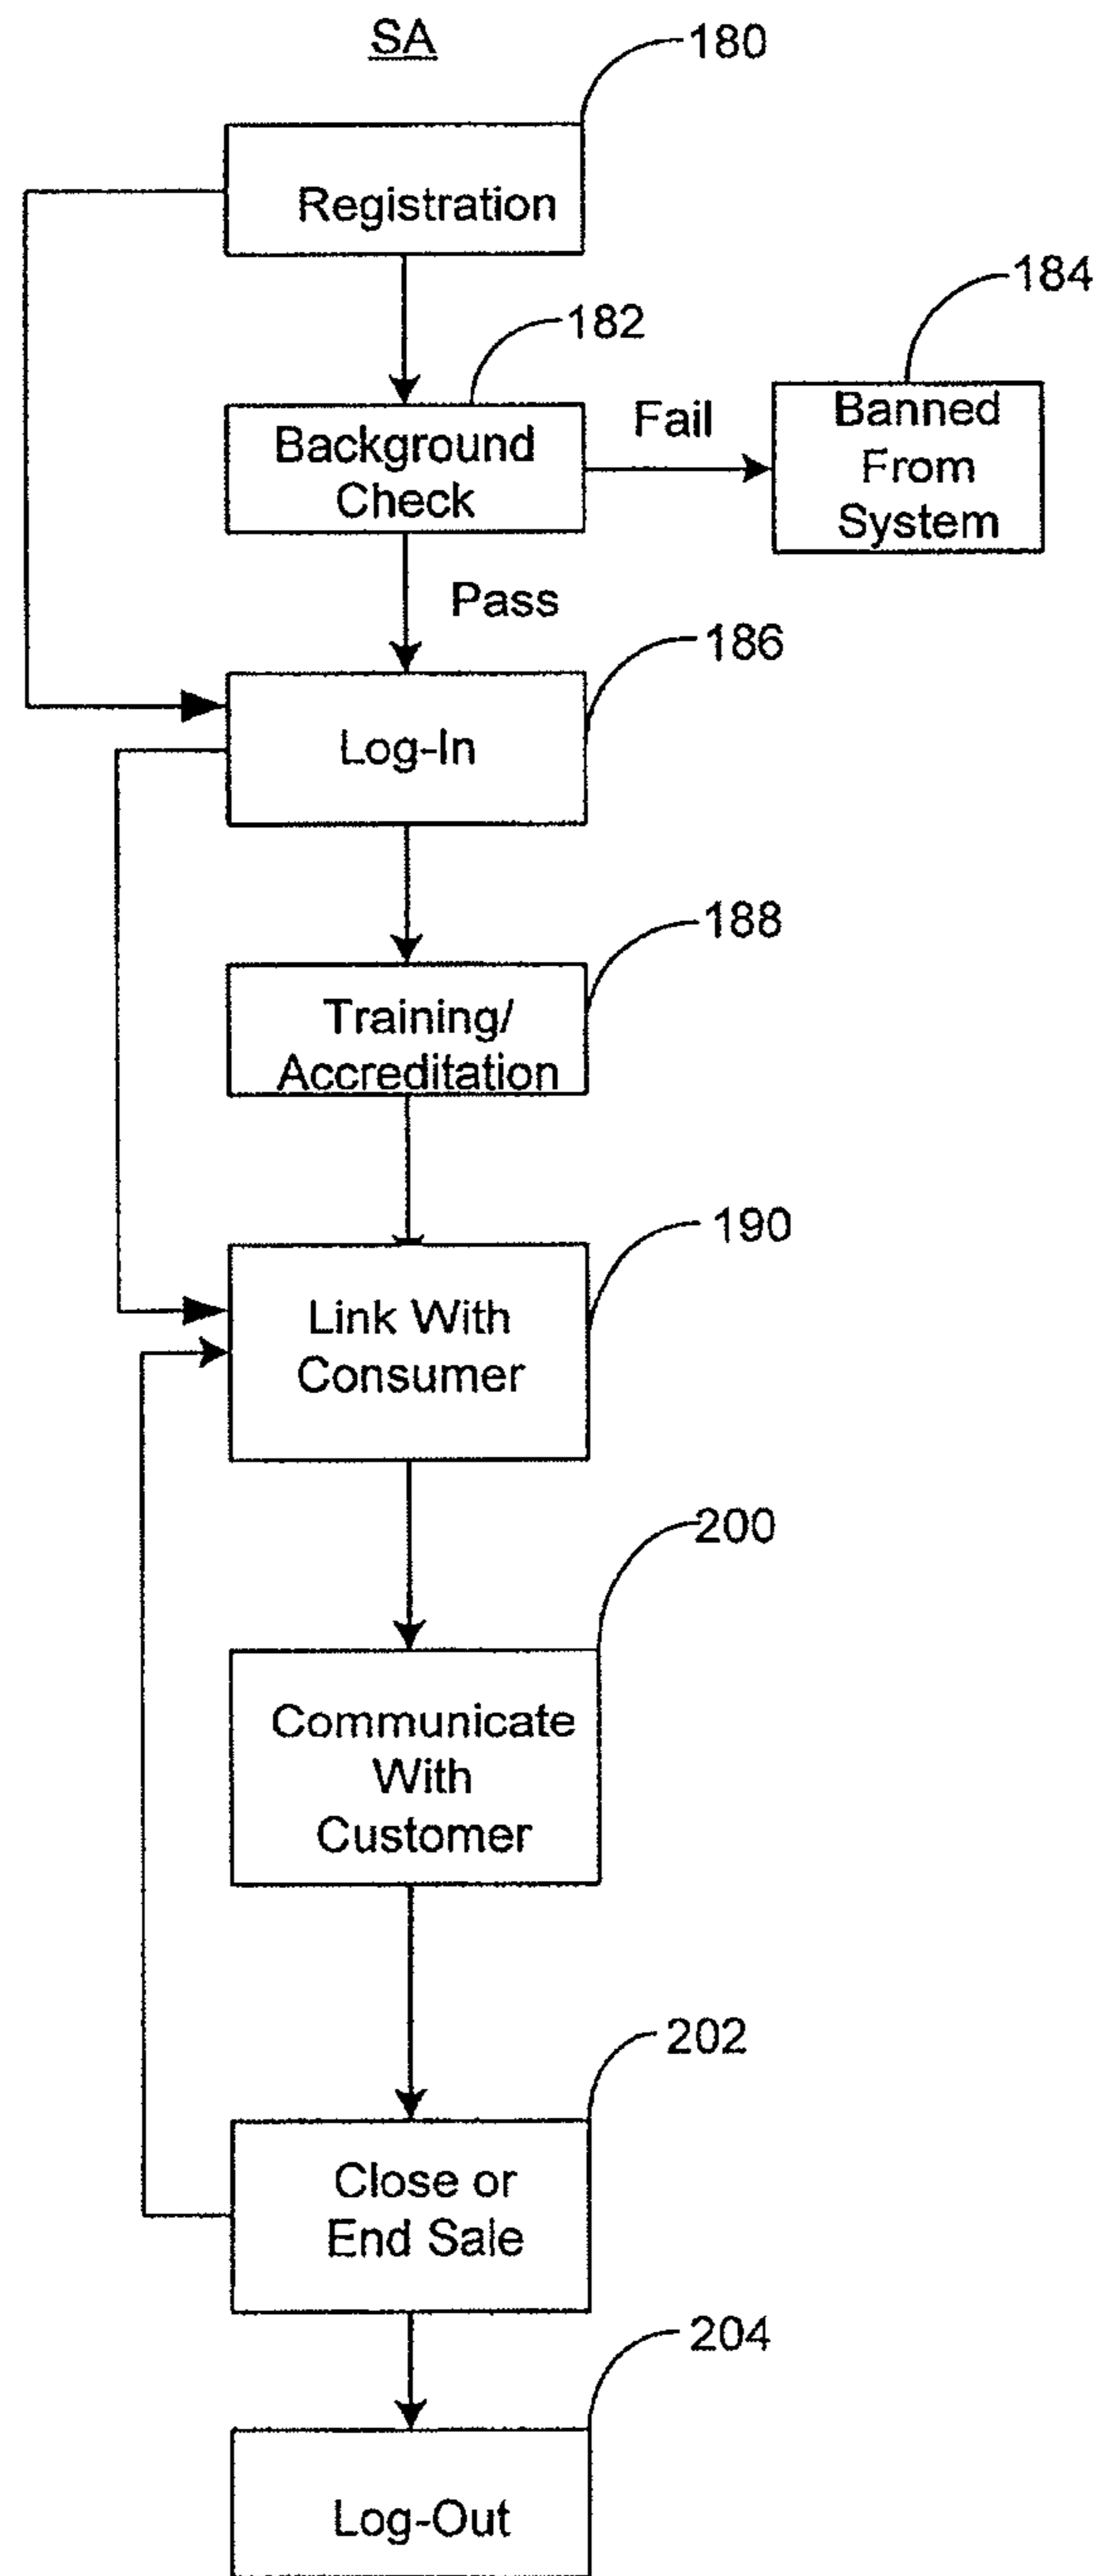 SA
180
Registration
182
184
Background
Check
Fail
Banned
From
System
Pass
186
Log-In
188
Training/
Accreditation
190
Link With
Consumer
200
Communicate
With
Customer
202
Close or
End Sale
204
Log-Out